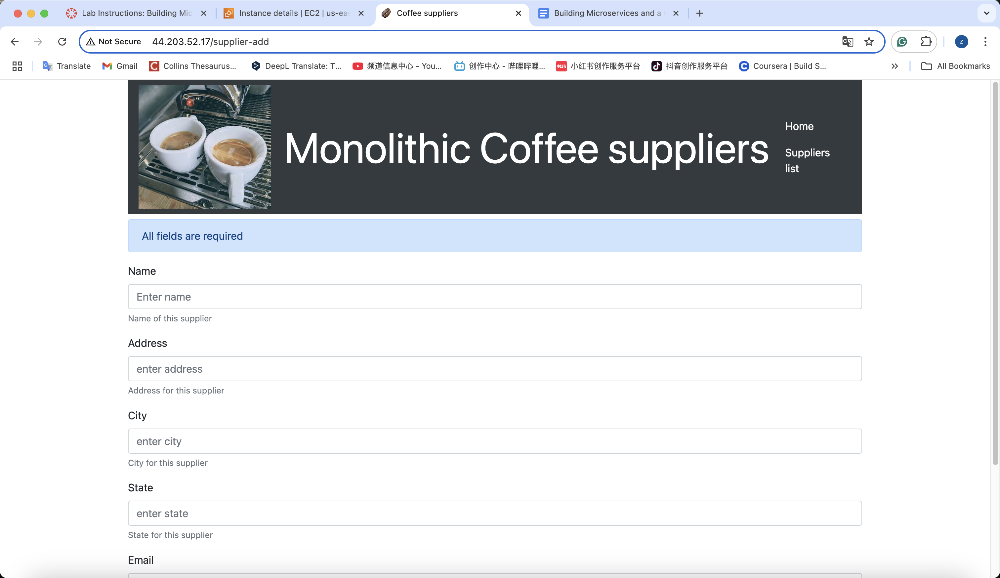 Lab Instructions: Building Mic
Instance details | EC2 | us-eas
Coffee suppliers
Building Microservices and a
Not Secure
44.203.52.17/supplier-add
z
Translate
Gmail
Collins Thesaurus...
DeepL Translate: T...
频道信息中心 - You...
创作中心 - 哔哩哔哩...
小红书
小红书创作服务平台
抖音创作服务平台
Coursera | Build S...
All Bookmarks
Monolithic Coffee suppliers
Home
Suppliers
list
All fields are required
Name
Enter name
Name of this supplier
Address
enter address
Address for this supplier
City
enter city
City for this supplier
State
enter state
State for this supplier
Email